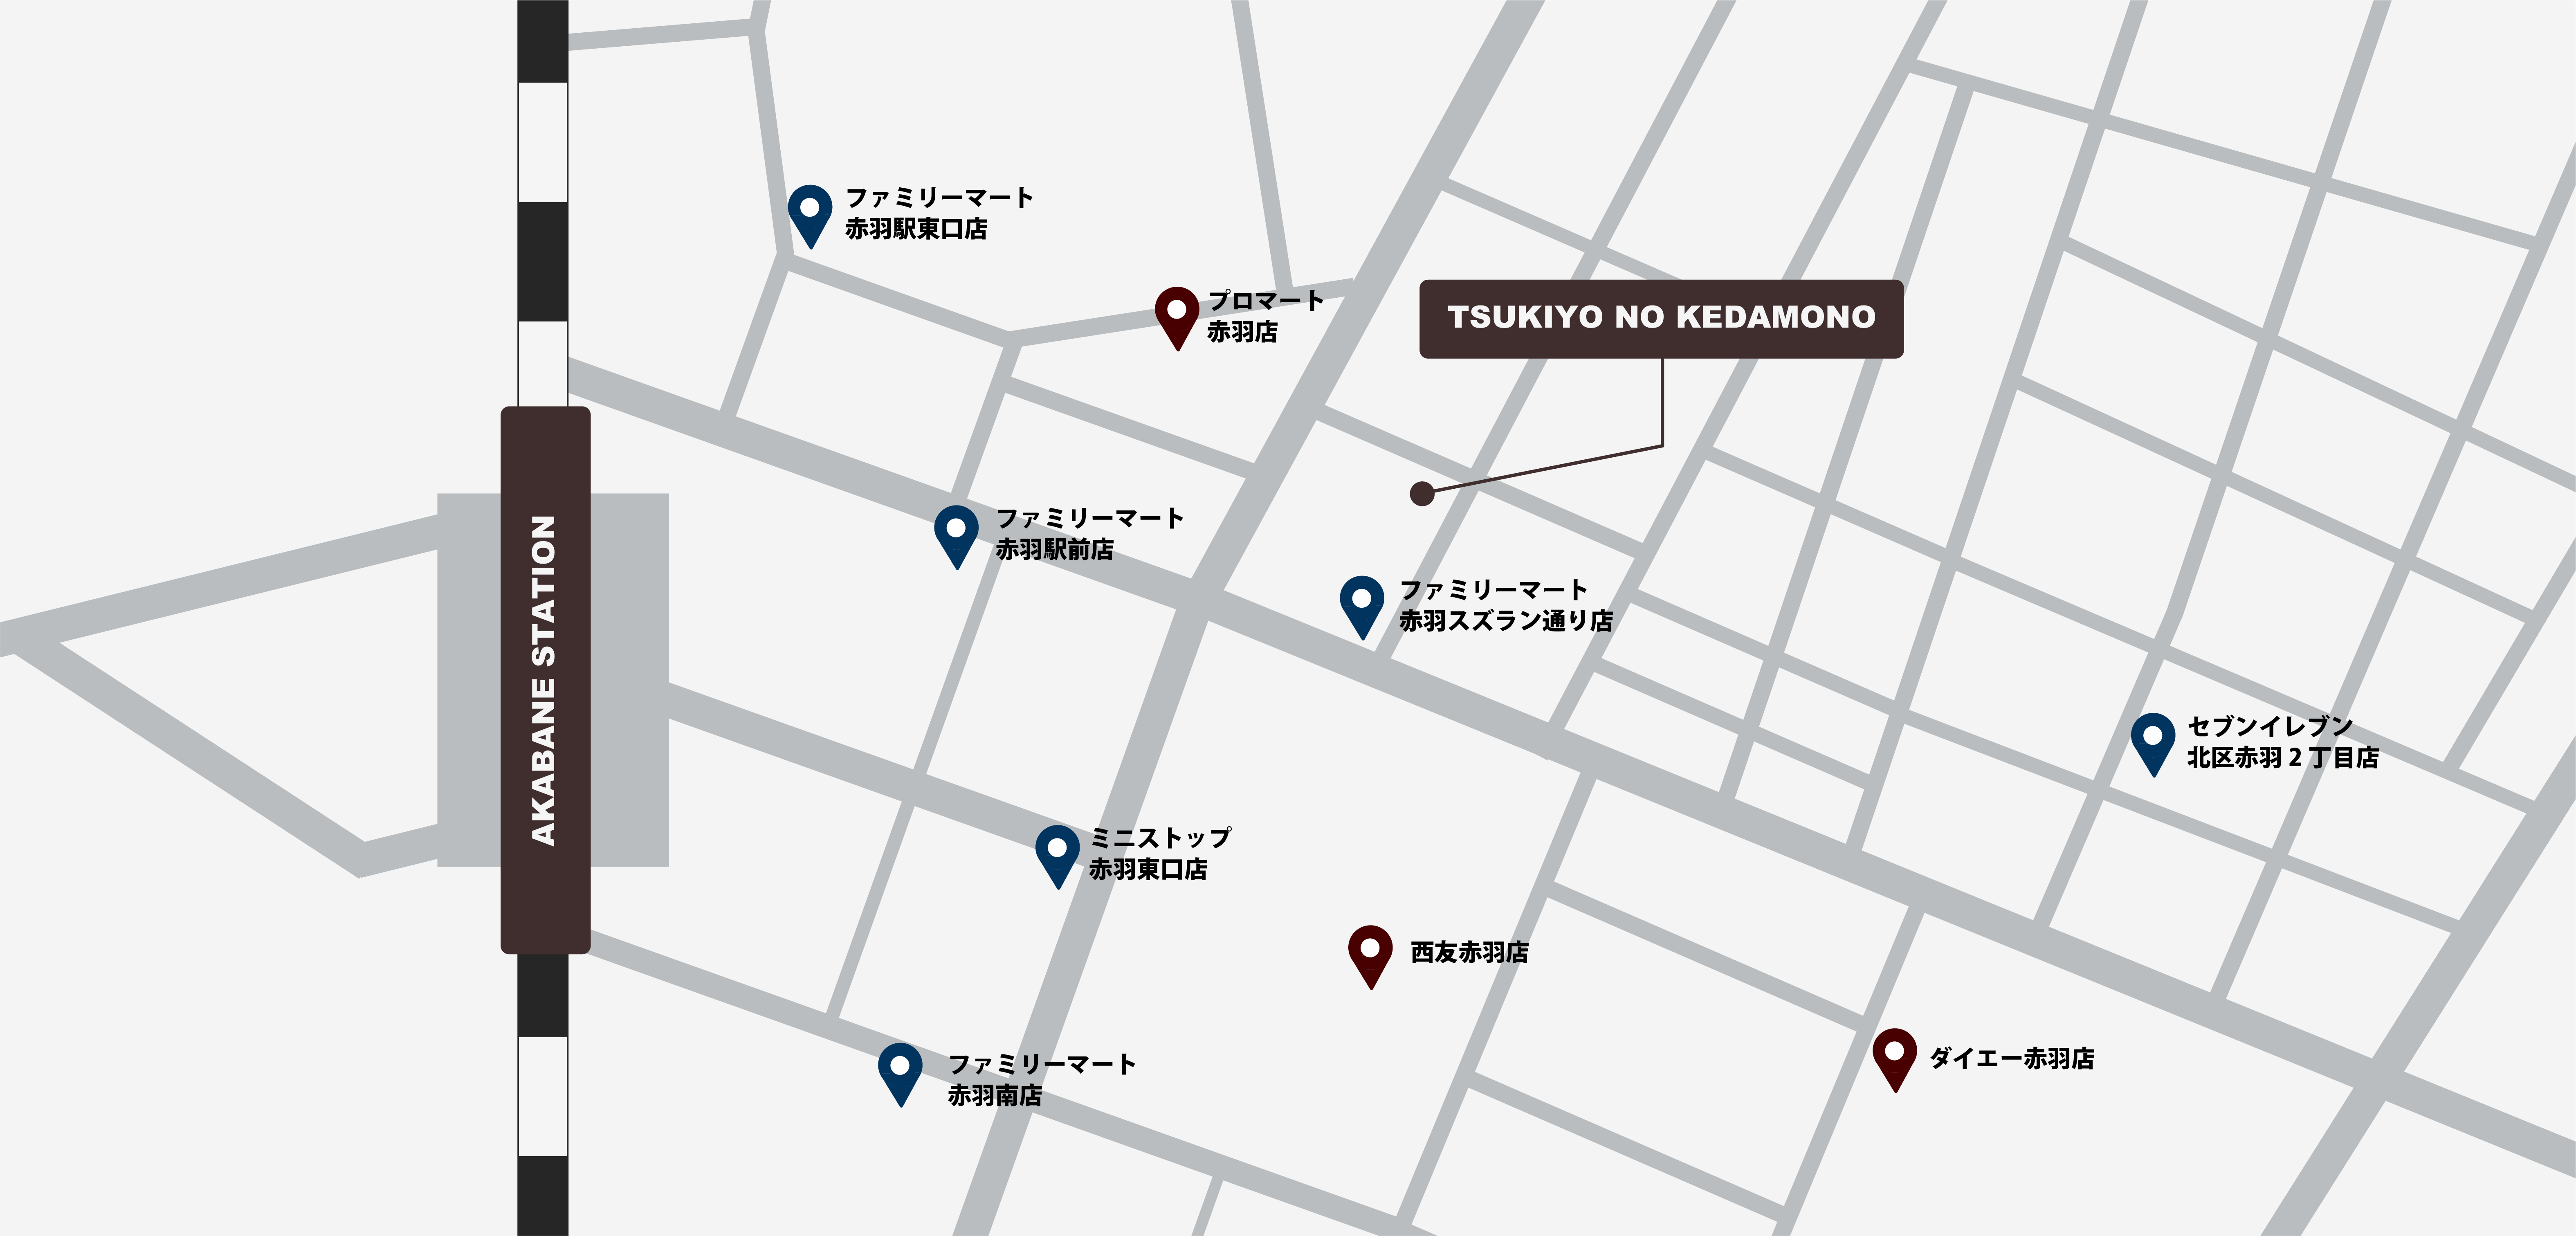 ファミリーマート
赤羽駅東口店
プロマート
赤羽店
TSUKIYO NO KEDAMONO
ファミリーマート
赤羽駅前店
AKABANE STATION
ファミリーマート
赤羽スズラン通り店
セブンイレブン
北区赤羽2丁目店
ミニストップ
赤羽東口店
西友赤羽店
ファミリーマート
赤羽南店
ダイエー赤羽店